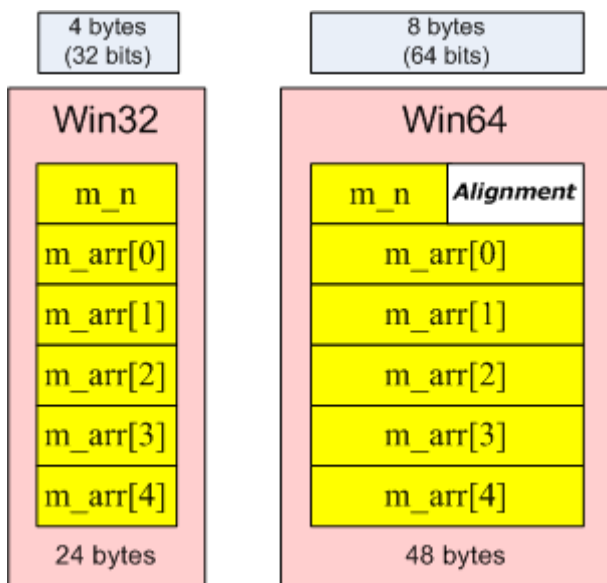 4 bytes
(32 bits)
8 bytes
(64 bits)
Win32
Win64
m_n
m_arr[0]
m_arr[1]
m_arr[2]
m_arr[3]
m_arr[4]
24 bytes
m_n
Alignment
m_arr[0]
m_arr[1]
m_arr[2]
m_arr[3]
m_arr[4]
48 bytes